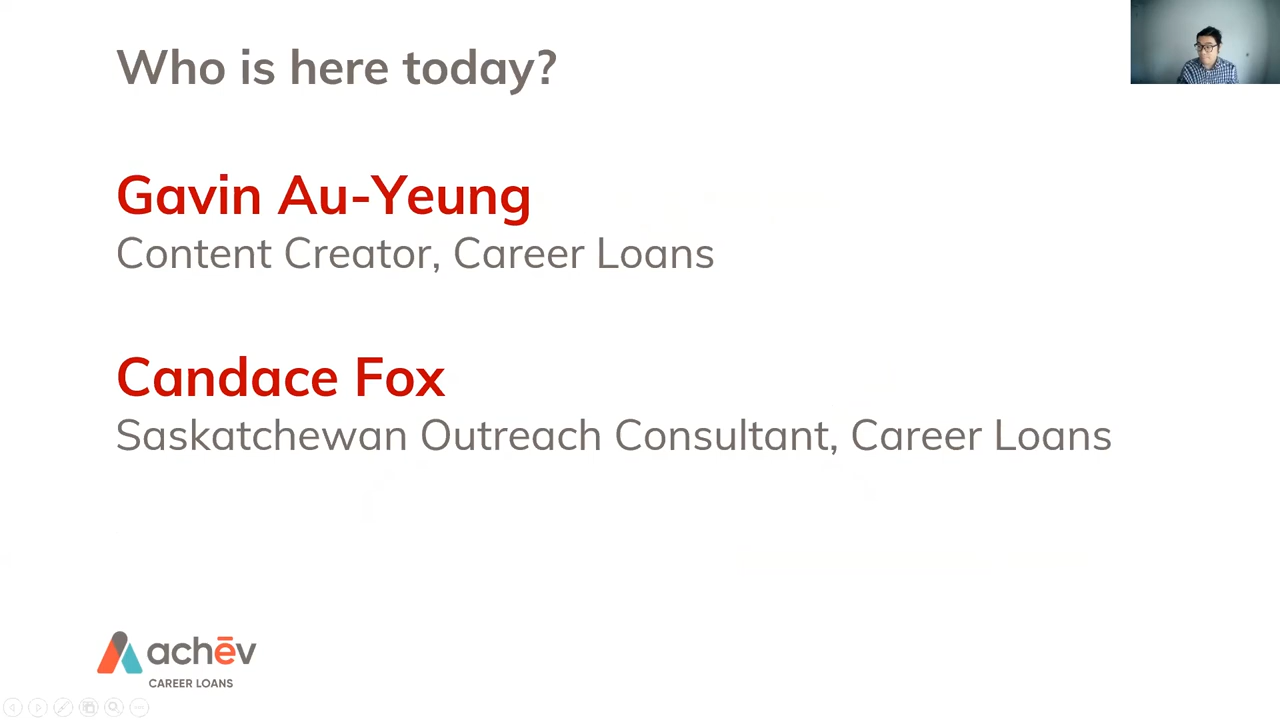 Who is here today?
Gavin Au-Yeung
Content Creator, Career Loans
Candace Fox
Saskatchewan Outreach Consultant, Career Loans
achēv
CAREER LOANS